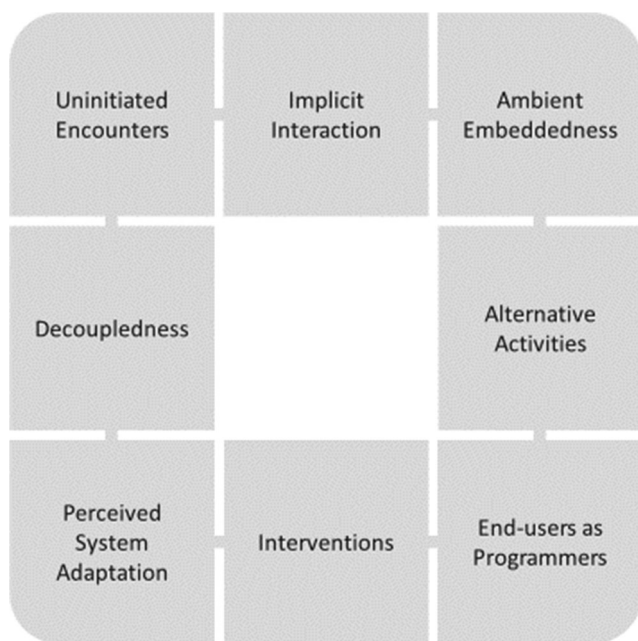 Uninitiated
Encounters
Implicit
Interaction
Ambient
Embeddedness
Decoupledness
Alternative
Activities
Perceived
System
Adaptation
Interventions
End-users as
Programmers